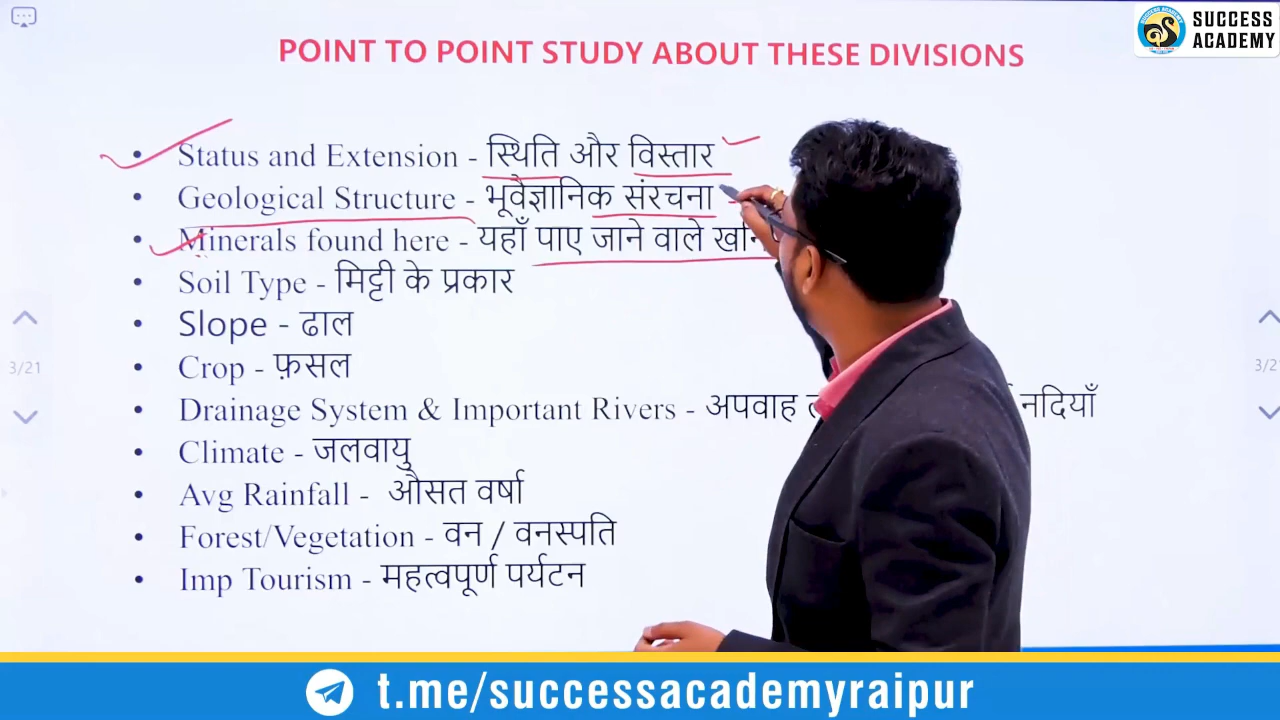 SUCCESS
ACADEMY
POINT TO POINT STUDY ABOUT THESE DIVISIONS
• Status and Extension - स्थिति और विस्तार
• Geological Structure - भूवैज्ञानिक संरचना
• Minerals found here - यहाँ पाए जाने वाले
• Soil Type - मिट्टी के प्रकार
• Slope - ढाल
• Crop - फ़सल
• Drainage System & Important Rivers - अपवाह नदियाँ
• Climate - जलवायु
• Avg Rainfall - औसत वर्षा
• Forest/Vegetation - वन / वनस्पति
• Imp Tourism - महत्वपूर्ण पर्यटन
3/21
3/21
t.me/successacademyraipur